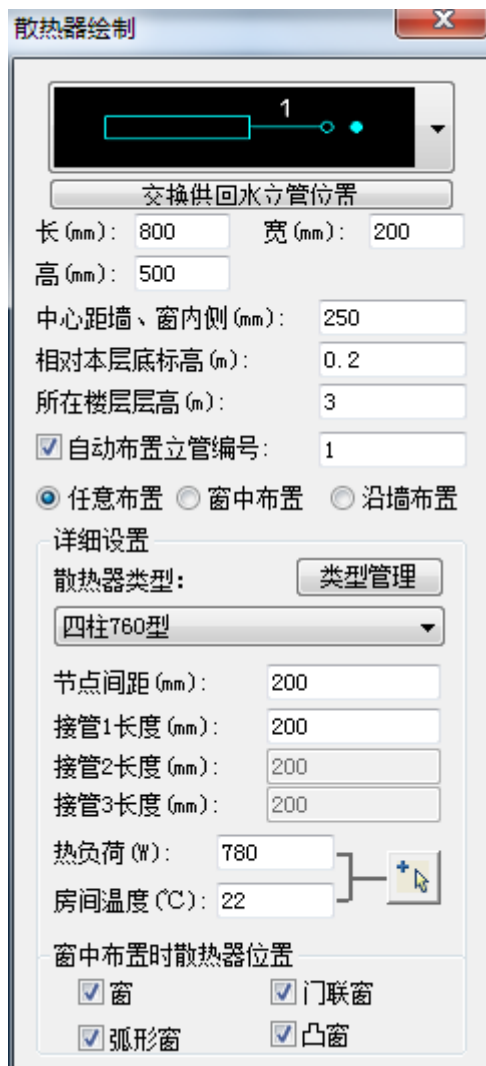 散热器绘制
1
交换供回水立管位置
长(mm): 800 宽(mm): 200
高(mm): 500
中心距墙、窗内侧(mm): 250
相对本层底标高(m): 0.2
所在楼层层高(m): 3
自动布置立管编号: 1
任意布置 窗中布置 沿墙布置
详细设置
散热器类型: 类型管理
四柱760型
节点间距(mm): 200
接管1长度(mm): 200
接管2长度(mm): 200
接管3长度(mm): 200
热负荷(W): 780
房间温度(℃): 22
窗中布置时散热器位置
窗 门联窗
弧形窗 凸窗